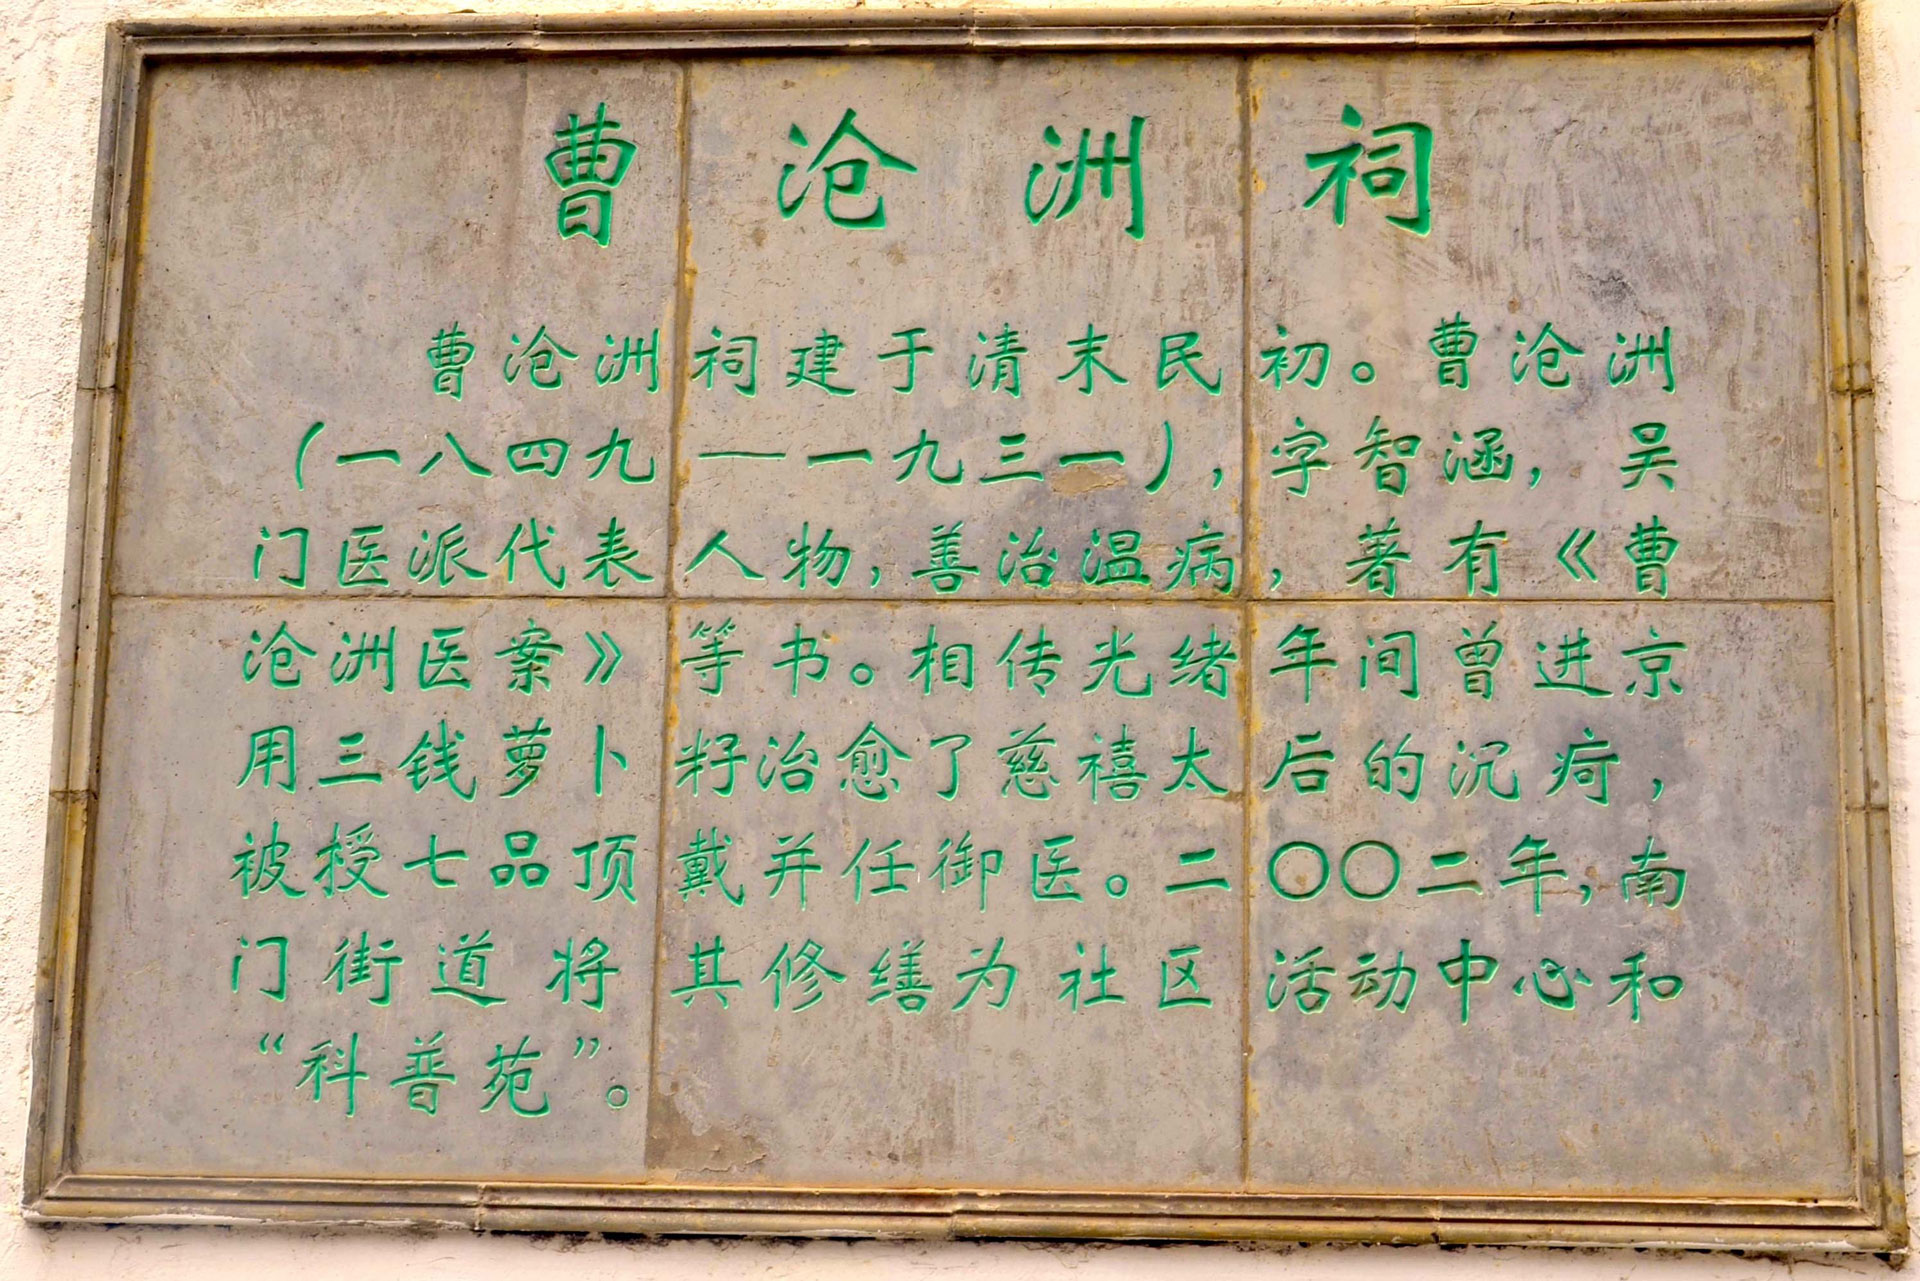 曹沧洲祠
曹沧洲祠建于清末民初。曹沧洲
(一八四九—一九三一),字智涵,吴
门医派代表人物,善治温病,著有《曹
沧洲医案》等书。相传光绪年间曾进京
用三钱萝卜籽治愈了慈禧太后的沉疴,
被授七品顶戴并任御医。二〇〇二年,南
门街道将其修缮为社区活动中心和
“科普苑”。